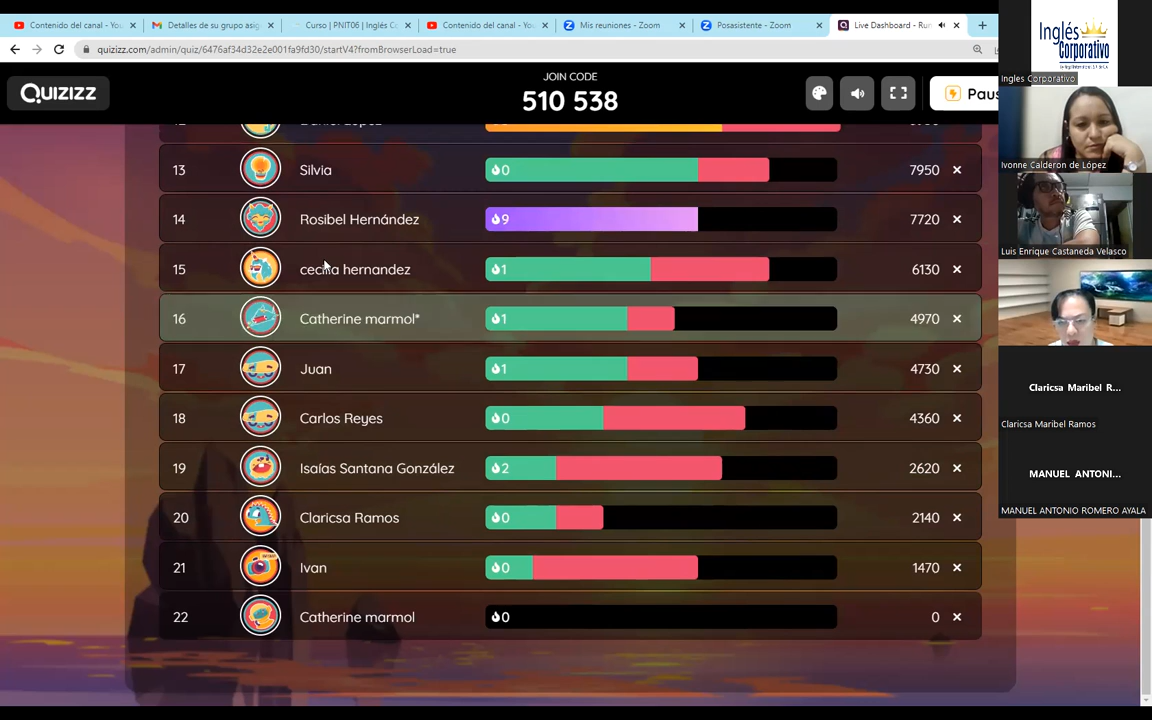 Contenido del canal - You
Detalles de su grupo asig
Curso | PNIT06 | Inglés C
Contenido del canal - You
Mis reuniones - Zoom
Posasistente - Zoom
Live Dashboard - Run
quizizz.com/admin/quiz/6476af34d32e2e001fa9fd30/startV4?fromBrowserLoad=true
Quizizz
JOIN CODE
510 538
Paus
13 Silvia 0 7950 ×
14 Rosibel Hernández 9 7720 ×
15 cecilia hernandez 1 6130 ×
16 Catherine marmol* 1 4970 ×
17 Juan 1 4730 ×
18 Carlos Reyes 0 4360 ×
19 Isaías Santana González 2 2620 ×
20 Claricsa Ramos 0 2140 ×
21 Ivan 0 1470 ×
22 Catherine marmol 0 0 ×
Inglés
Corporativo
Ingles Corporativo
Ivonne Calderon de López
Luis Enrique Castaneda Velasco
Claricsa Maribel R...
Claricsa Maribel Ramos
MANUEL ANTONI...
MANUEL ANTONIO ROMERO AYALA